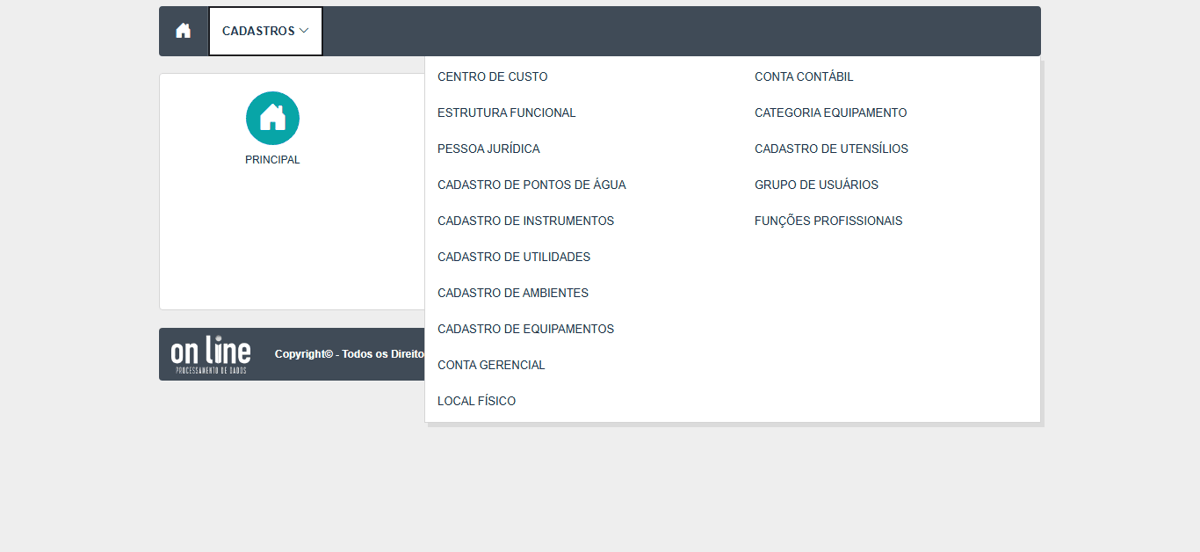 CADASTROS
CENTRO DE CUSTO
ESTRUTURA FUNCIONAL
PESSOA JURÍDICA
CADASTRO DE PONTOS DE ÁGUA
CADASTRO DE INSTRUMENTOS
CADASTRO DE UTILIDADES
CADASTRO DE AMBIENTES
CADASTRO DE EQUIPAMENTOS
CONTA GERENCIAL
LOCAL FÍSICO
CONTA CONTÁBIL
CATEGORIA EQUIPAMENTO
CADASTRO DE UTENSÍLIOS
GRUPO DE USUÁRIOS
FUNÇÕES PROFISSIONAIS
PRINCIPAL
on line
PROCESSAMENTO DE DADOS
Copyright© - Todos os Direito